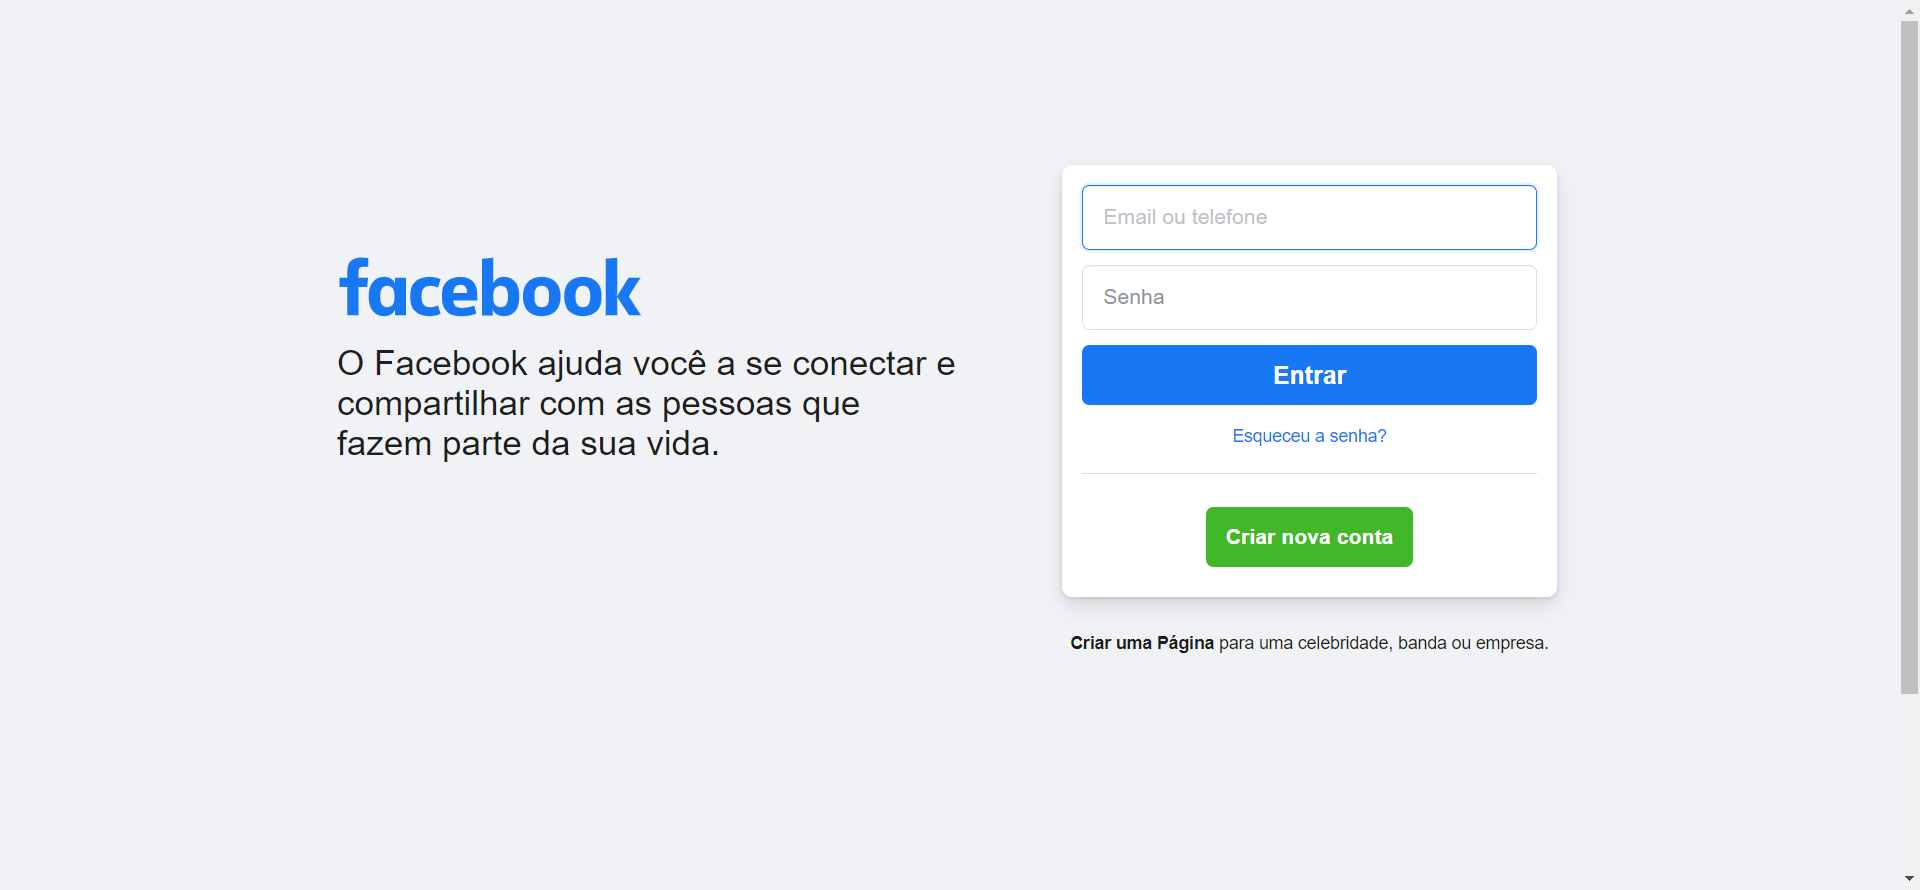 facebook
O Facebook ajuda você a se conectar e
compartilhar com as pessoas que
fazem parte da sua vida.
Email ou telefone
Senha
Entrar
Esqueceu a senha?
Criar nova conta
Criar uma Página para uma celebridade, banda ou empresa.